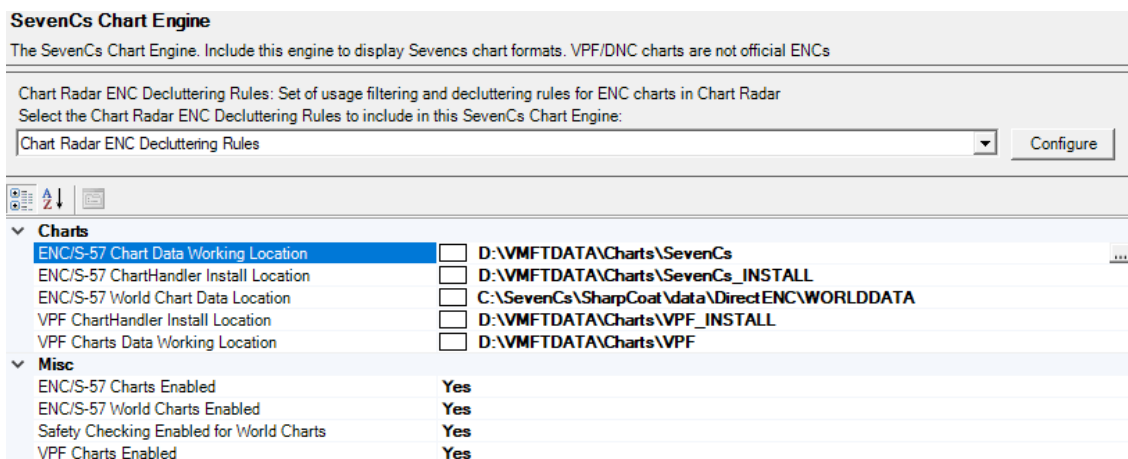 SevenCs Chart Engine
The SevenCs Chart Engine. Include this engine to display Sevencs chart formats. VPF/DNC charts are not official ENCs
Chart Radar ENC Decluttering Rules: Set of usage filtering and decluttering rules for ENC charts in Chart Radar
Select the Chart Radar ENC Decluttering Rules to include in this SevenCs Chart Engine:
Chart Radar ENC Decluttering Rules Configure
Charts
ENC/S-57 Chart Data Working Location D:\VMFTDATA\Charts\SevenCs ...
ENC/S-57 ChartHandler Install Location D:\VMFTDATA\Charts\SevenCs_INSTALL
ENC/S-57 World Chart Data Location C:\SevenCs\SharpCoat\data\DirectENC\WORLDDATA
VPF ChartHandler Install Location D:\VMFTDATA\Charts\VPF_INSTALL
VPF Charts Data Working Location D:\VMFTDATA\Charts\VPF
Misc
ENC/S-57 Charts Enabled Yes
ENC/S-57 World Charts Enabled Yes
Safety Checking Enabled for World Charts Yes
VPF Charts Enabled Yes